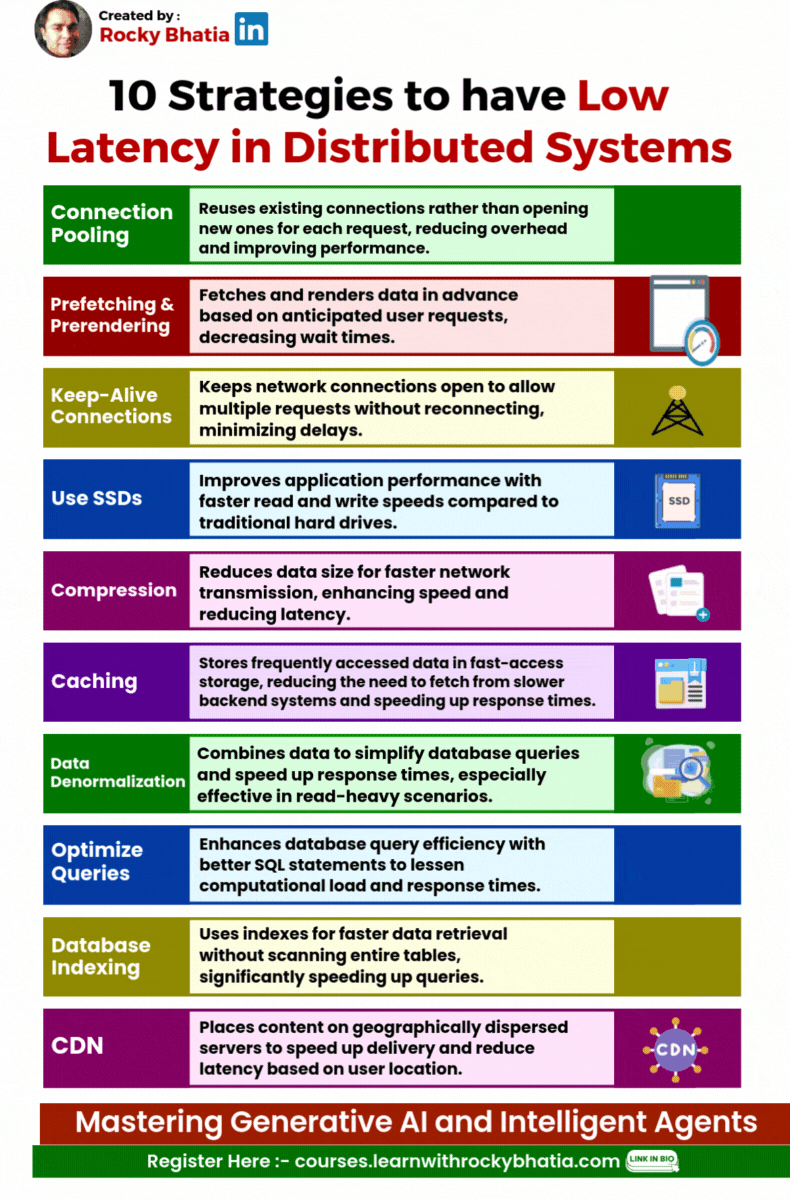 Created by :
Rocky Bhatia in
10 Strategies to have Low
Latency in Distributed Systems
Connection
Pooling
Reuses existing connections rather than opening
new ones for each request, reducing overhead
and improving performance.
Prefetching &
Prerendering
Fetches and renders data in advance
based on anticipated user requests,
decreasing wait times.
Keep-Alive
Connections
Keeps network connections open to allow
multiple requests without reconnecting,
minimizing delays.
Use SSDs
Improves application performance with
faster read and write speeds compared to
traditional hard drives.
SSD
Compression
Reduces data size for faster network
transmission, enhancing speed and
reducing latency.
Caching
Stores frequently accessed data in fast-access
storage, reducing the need to fetch from slower
backend systems and speeding up response times.
Data
Denormalization
Combines data to simplify database queries
and speed up response times, especially
effective in read-heavy scenarios.
Optimize
Queries
Enhances database query efficiency with
better SQL statements to lessen
computational load and response times.
Database
Indexing
Uses indexes for faster data retrieval
without scanning entire tables,
significantly speeding up queries.
CDN
Places content on geographically dispersed
servers to speed up delivery and reduce
latency based on user location.
CDN
Mastering Generative AI and Intelligent Agents
Register Here :- courses.learnwithrockybhatia.com LINK IN BIO